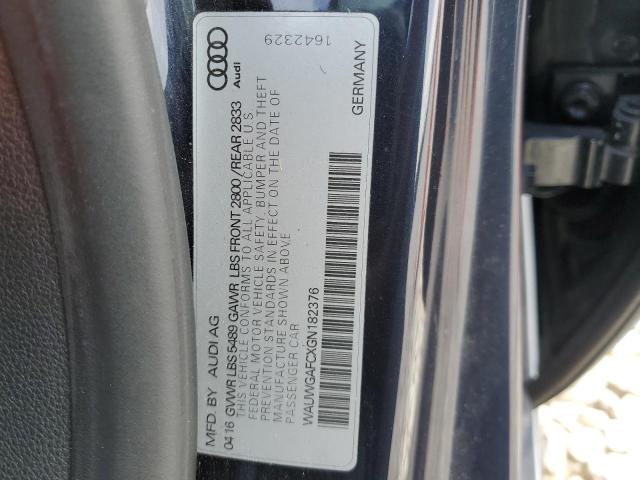 1642329
Audi
GERMANY
MFD. BY AUDI AG
0416 GVWR LBS 5489 GAWR LBS FRONT 2800 / REAR 2833
THIS VEHICLE CONFORMS TO ALL APPLICABLE U.S.
FEDERAL MOTOR VEHICLE SAFETY, BUMPER AND THEFT
PREVENTION STANDARDS IN EFFECT ON THE DATE OF
MANUFACTURE SHOWN ABOVE
PASSENGER CAR
WAUWGAFCXGN182376